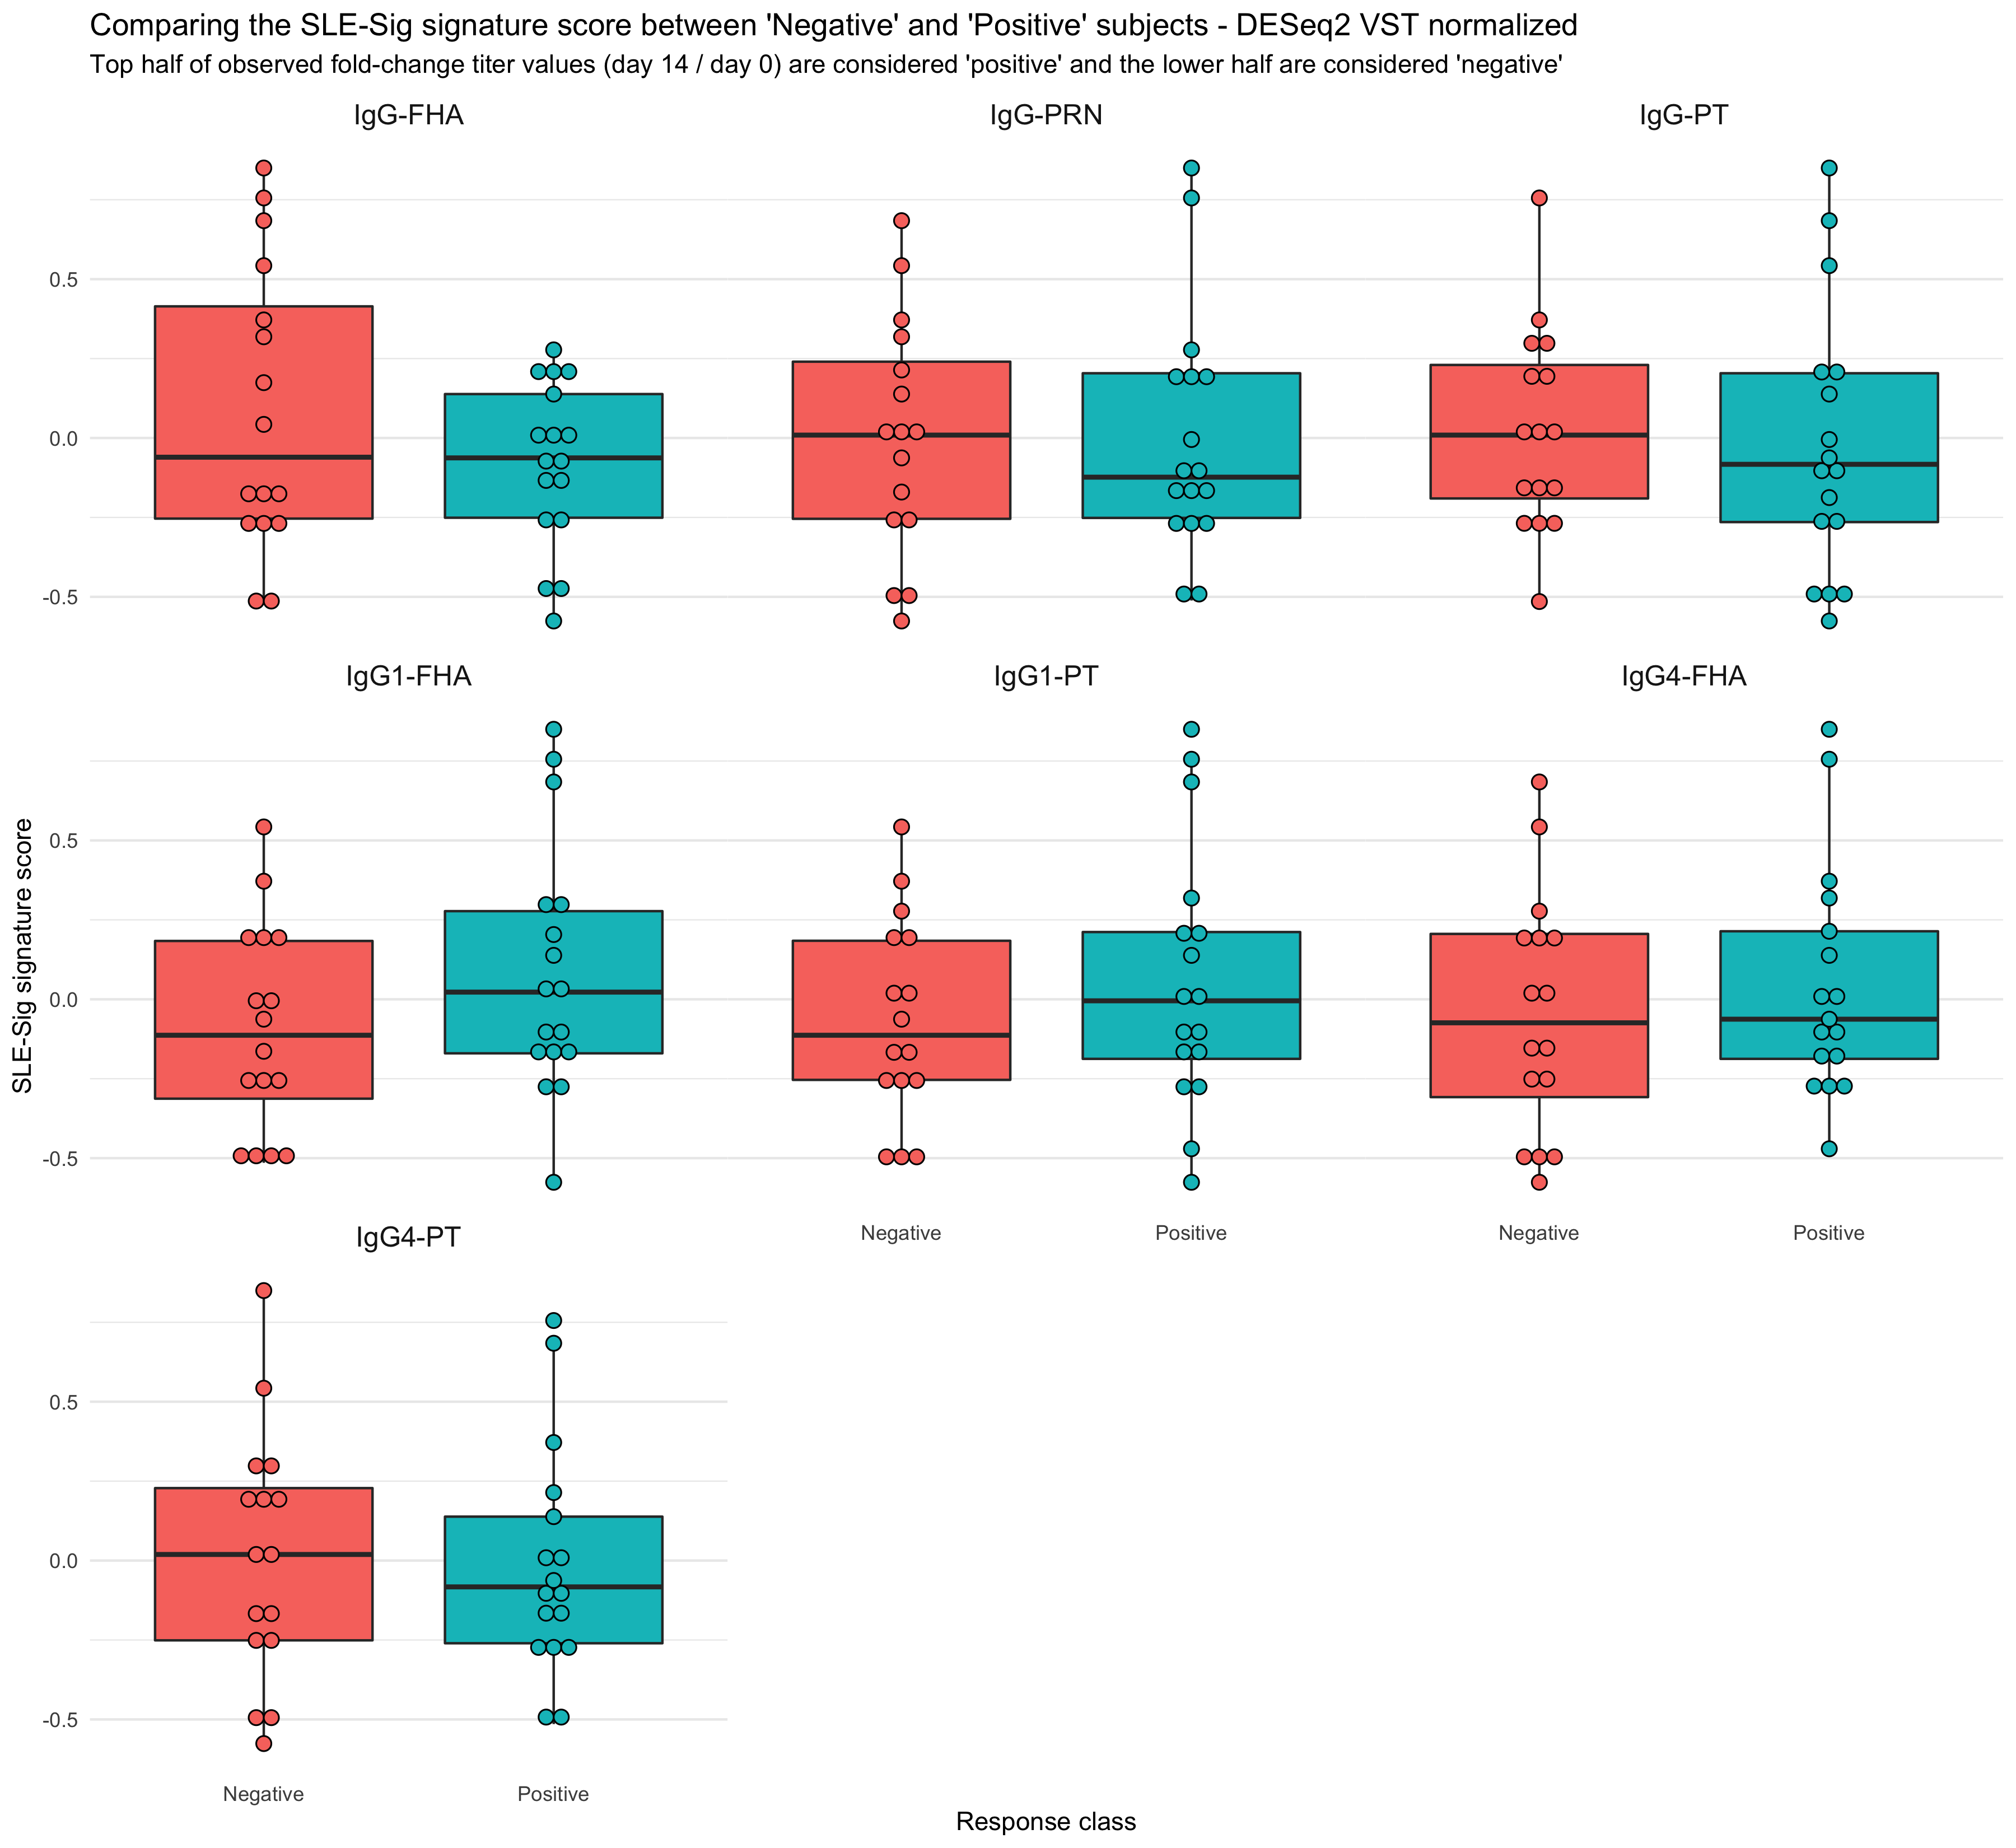 Comparing the SLE-Sig signature score between 'Negative' and 'Positive' subjects - DESeq2 VST normalized
Top half of observed fold-change titer values (day 14 / day 0) are considered 'positive' and the lower half are considered 'negative'
IgG-FHA
IgG-PRN
IgG-PT
0.5
0.0
-0.5
IgG1-FHA
IgG1-PT
IgG4-FHA
0.5
0.0
-0.5
SLE-Sig signature score
Negative
Positive
Negative
Positive
IgG4-PT
0.5
0.0
-0.5
Negative
Positive
Response class